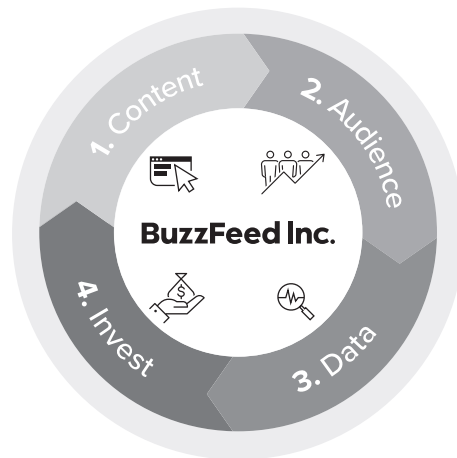 1. Content
2. Audience
BuzzFeed Inc.
$
4. Invest
3. Data